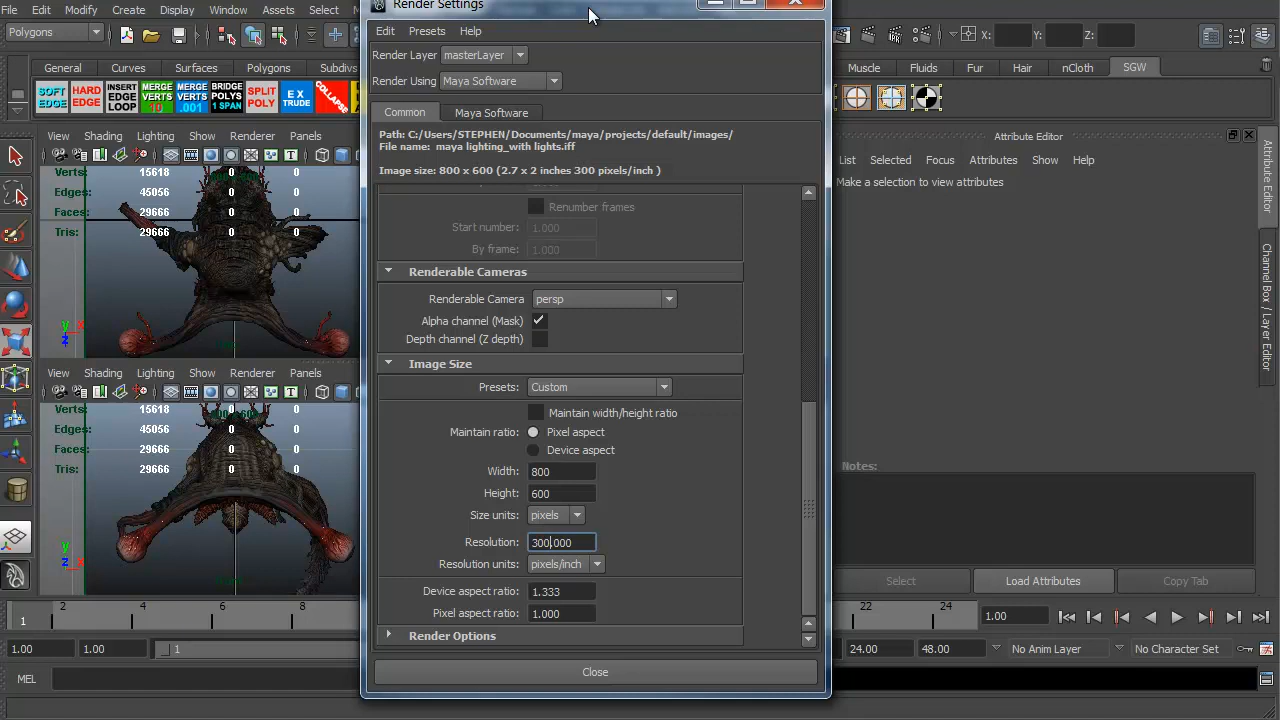 Render Settings
File Edit Modify Create Display Window Assets Select
Edit Presets Help
Polygons
X: Y: Z:
Render Layer masterLayer
General Curves Surfaces Polygons Subdivs
Muscle Fluids Fur Hair nCloth SGW
Render Using Maya Software
SOFT EDGE HARD EDGE INSERT EDGE LOOP MERGE VERTS 10 MERGE VERTS .001 BRIDGE POLYS 1 SPAN SPLIT POLY EX TRUDE COLLAPSE
Common Maya Software
View Shading Lighting Show Renderer Panels
Path: C:/Users/STEPHEN/Documents/maya/projects/default/images/
File name: maya lighting_with lights.iff
Image size: 800 x 600 (2.7 x 2 inches 300 pixels/inch )
Attribute Editor
List Selected Focus Attributes Show Help
Make a selection to view attributes
Attribute Editor
Channel Box / Layer Editor
Verts: 15618 0 0
Edges: 45056 0 0
Faces: 29666 0 0
Tris: 29666 0 0
y x
z
Renumber frames
Start number: 1.000
By frame: 1.000
Renderable Cameras
Renderable Camera persp
Alpha channel (Mask)
Depth channel (Z depth)
Image Size
Presets: Custom
Maintain width/height ratio
Maintain ratio: Pixel aspect
Device aspect
Width: 800
Height: 600
Size units: pixels
Resolution: 300.000
Resolution units: pixels/inch
Device aspect ratio: 1.333
Pixel aspect ratio: 1.000
Render Options
Close
View Shading Lighting Show Renderer Panels
Verts: 15618 0 0
Edges: 45056 0 0
Faces: 29666 0 0
Tris: 29666 0 0
y
z x
Notes:
Select Load Attributes Copy Tab
1 2 4 6 8 22 24 1.00
1.00 1.00 1 24.00 48.00 No Anim Layer No Character Set
MEL